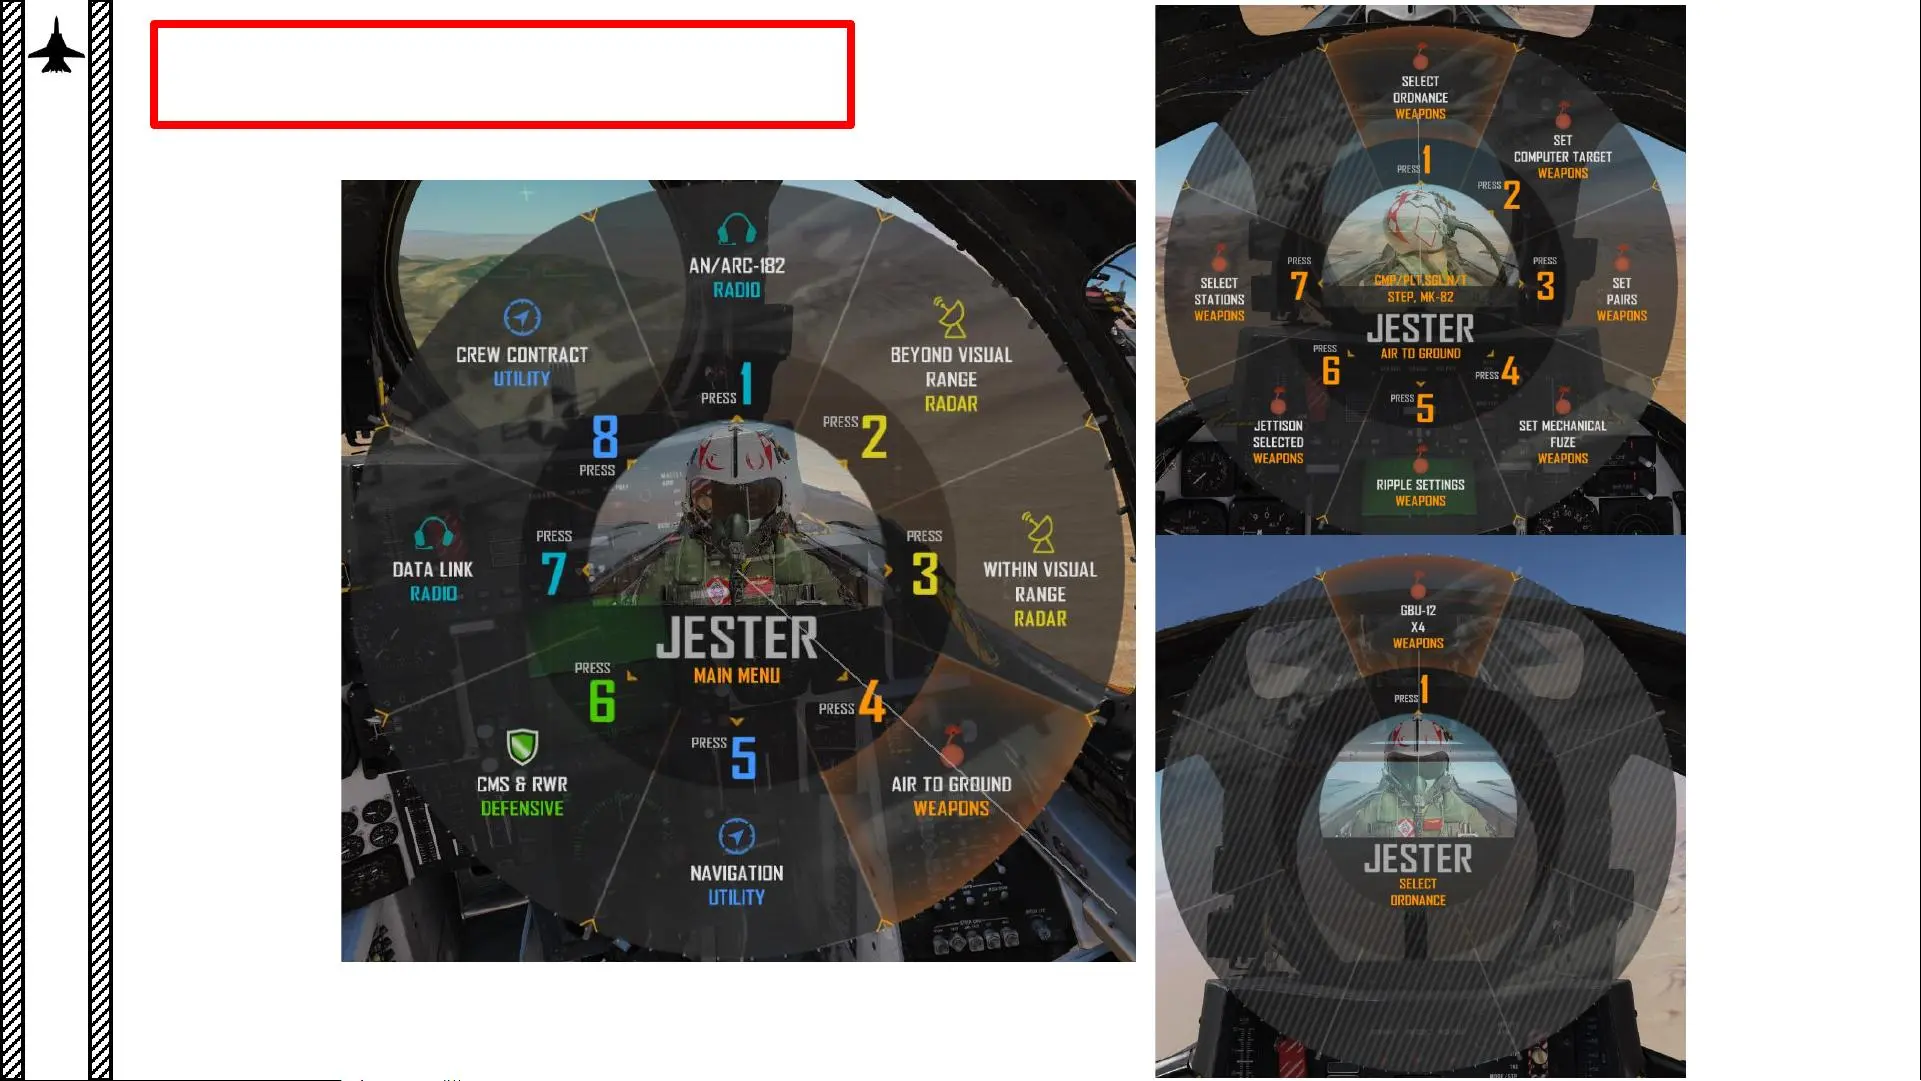 AN/ARC-182
RADIO
CREW CONTRACT
UTILITY
BEYOND VISUAL
RANGE
RADAR
PRESS 1
PRESS 2
8
PRESS
DATA LINK
RADIO
PRESS
7
PRESS
3
WITHIN VISUAL
RANGE
RADAR
JESTER
MAIN MENU
PRESS
6
PRESS 4
PRESS 5
CMS & RWR
DEFENSIVE
AIR TO GROUND
WEAPONS
NAVIGATION
UTILITY
SELECT
ORDNANCE
WEAPONS
SET
COMPUTER TARGET
WEAPONS
PRESS 1
PRESS 2
SELECT
STATIONS
WEAPONS
PRESS
7
PRESS
3
SET
PAIRS
WEAPONS
CMP/PLT,SGL,N/T
STEP, MK-82
JESTER
AIR TO GROUND
PRESS
6
PRESS 4
PRESS 5
JETTISON
SELECTED
WEAPONS
SET MECHANICAL
FUZE
WEAPONS
RIPPLE SETTINGS
WEAPONS
GBU-12
X4
WEAPONS
PRESS 1
JESTER
SELECT
ORDNANCE